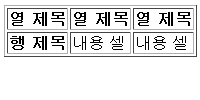 열 제목 열 제목 열 제목
행 제목 내용 셀 내용 셀